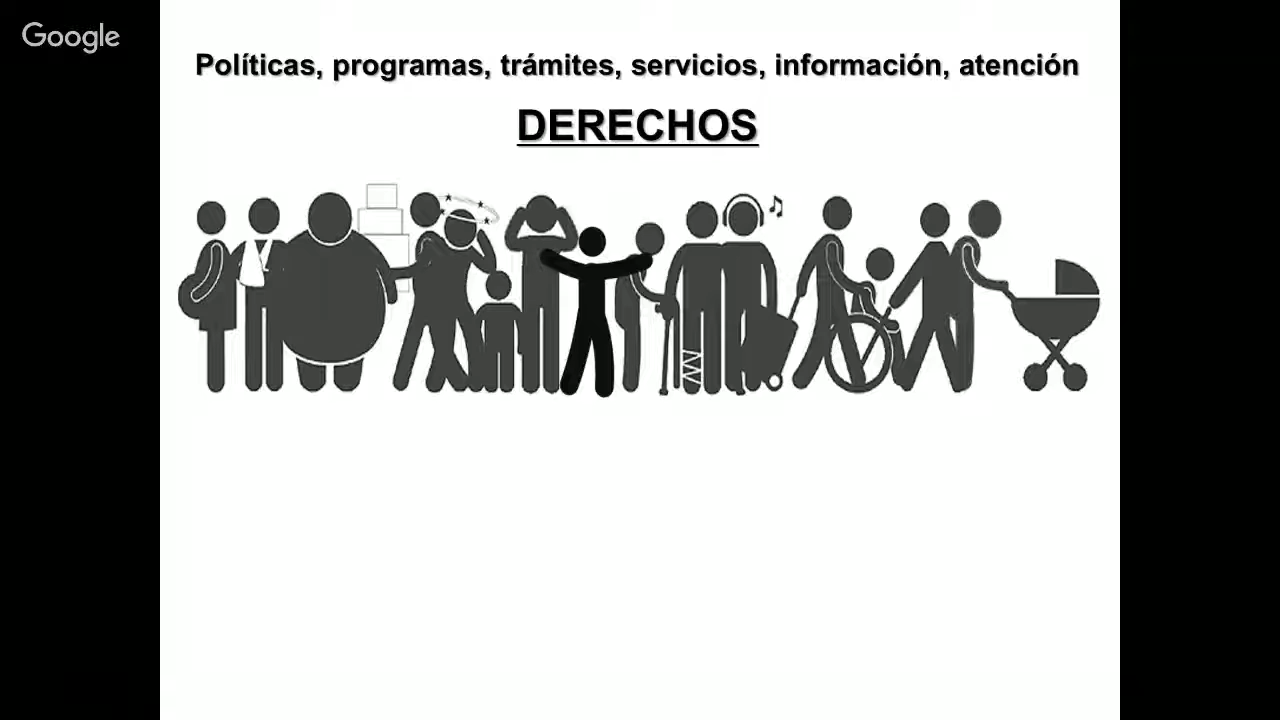 Google
Políticas, programas, trámites, servicios, información, atención
DERECHOS